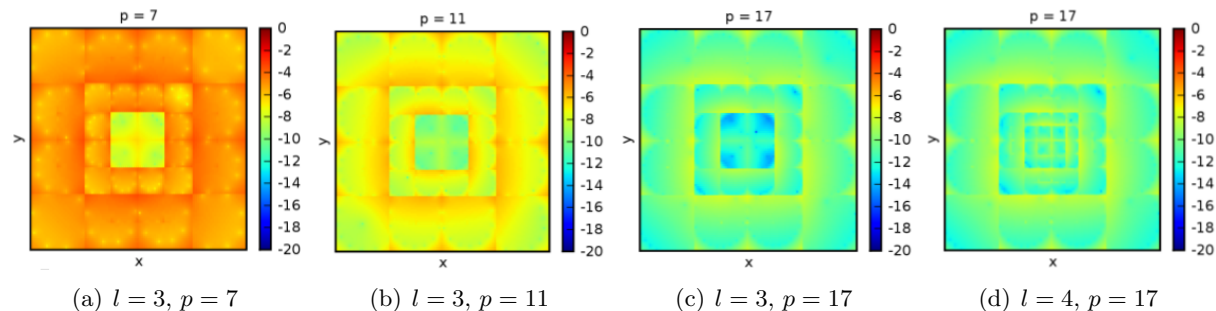 p = 7
p = 11
p = 17
p = 17
0
-2
-4
-6
-8
-10
-12
-14
-16
-18
-20
0
-2
-4
-6
-8
-10
-12
-14
-16
-18
-20
0
-2
-4
-6
-8
-10
-12
-14
-16
-18
-20
0
-2
-4
-6
-8
-10
-12
-14
-16
-18
-20
y
y
y
y
x
x
x
x
(a) l = 3, p = 7
(b) l = 3, p = 11
(c) l = 3, p = 17
(d) l = 4, p = 17